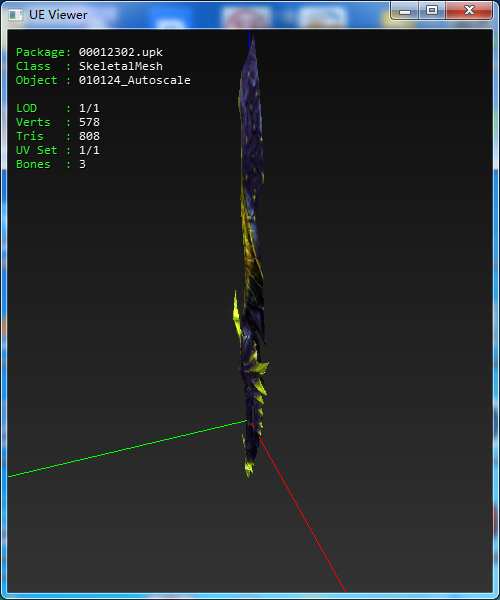 UE Viewer
Package: 00012302.upk
Class : SkeletalMesh
Object : 010124_Autoscale
LOD : 1/1
Verts : 578
Tris : 808
UV Set : 1/1
Bones : 3